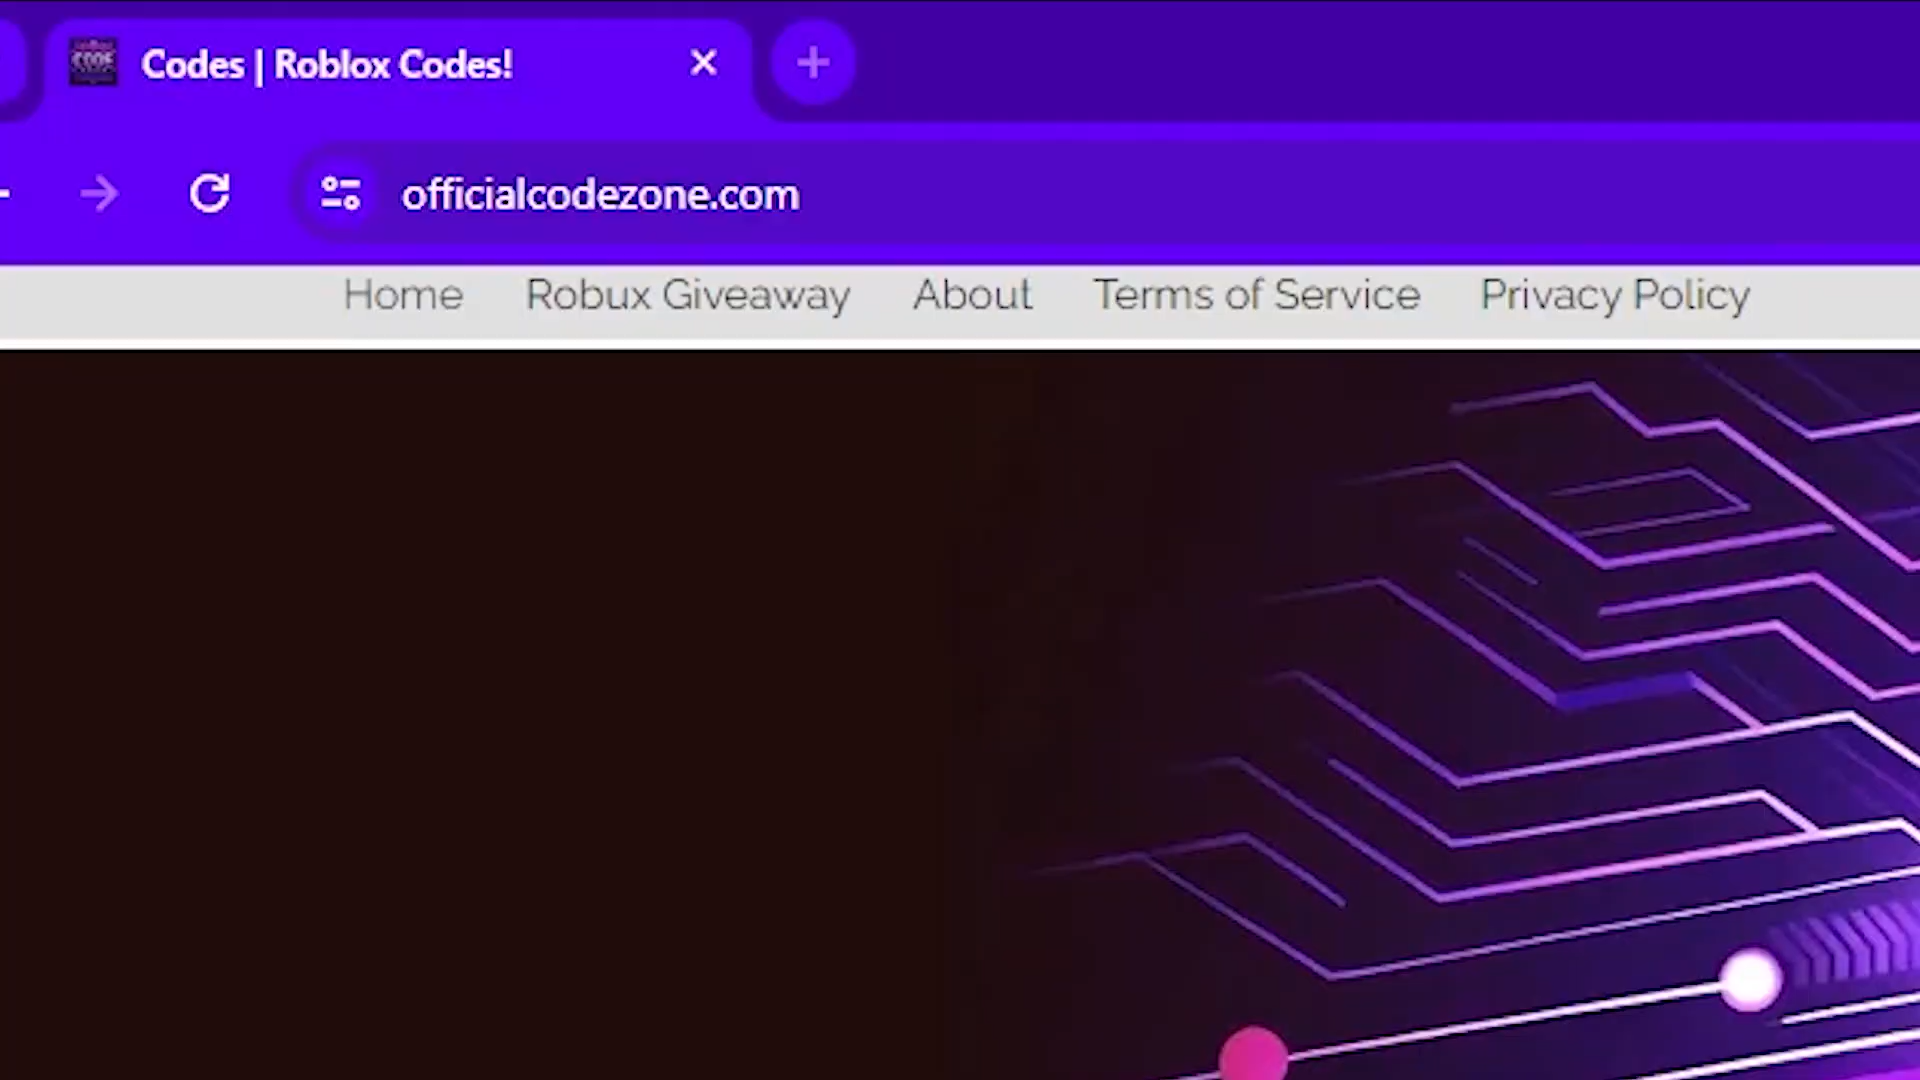 Codes | Roblox Codes!
officialcodezone.com
Home Robux Giveaway About Terms of Service Privacy Policy